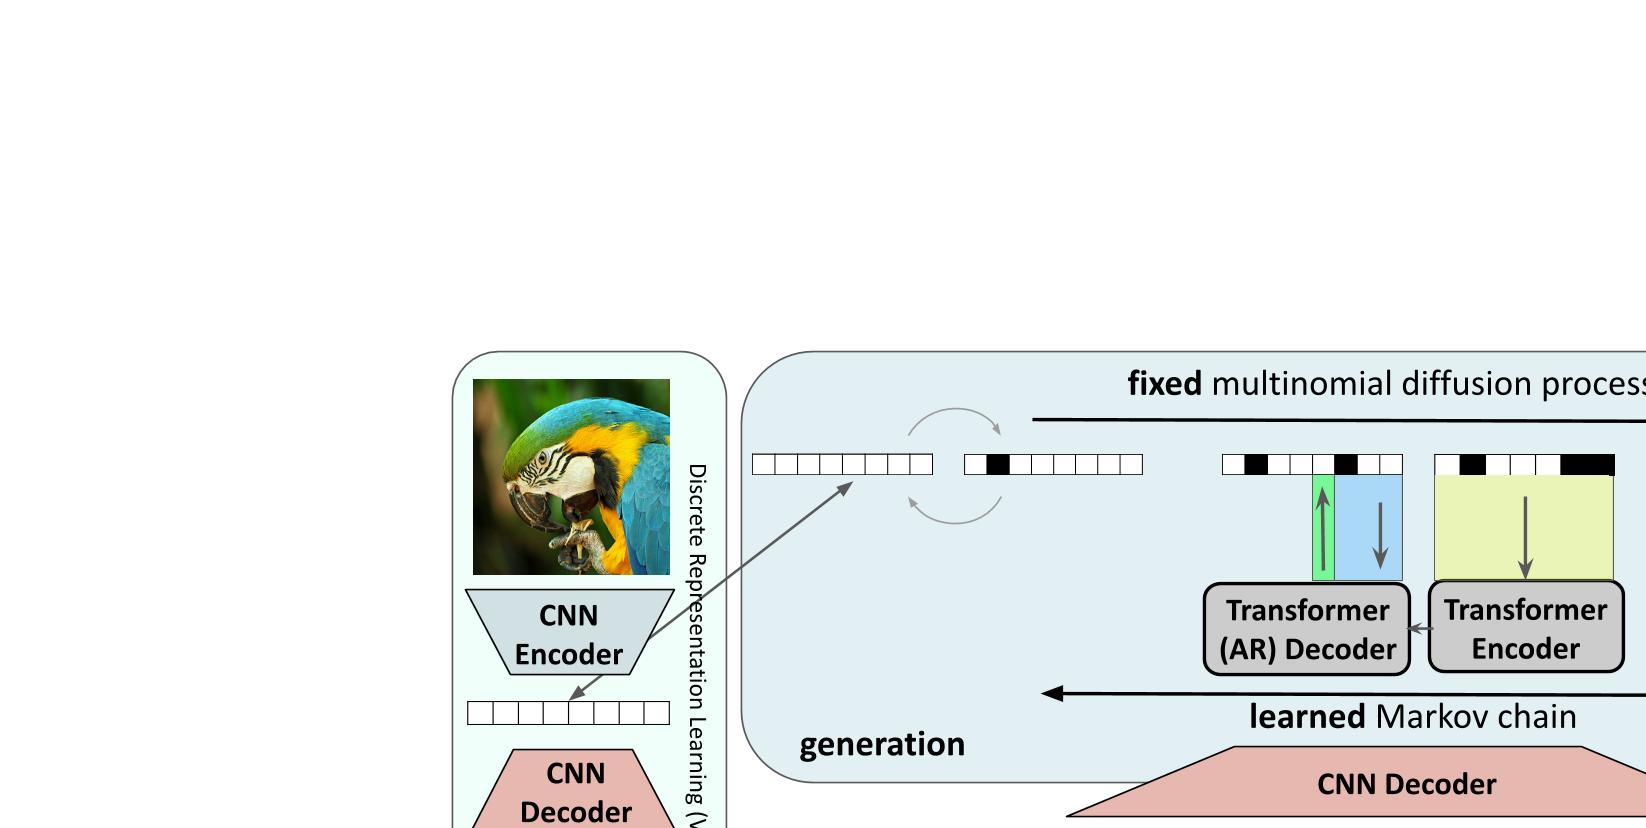 fixed multinomial diffusion process
Discrete Representation Learning
CNN
Encoder
CNN
Decoder
Transformer
(AR) Decoder
Transformer
Encoder
learned Markov chain
generation
CNN Decoder